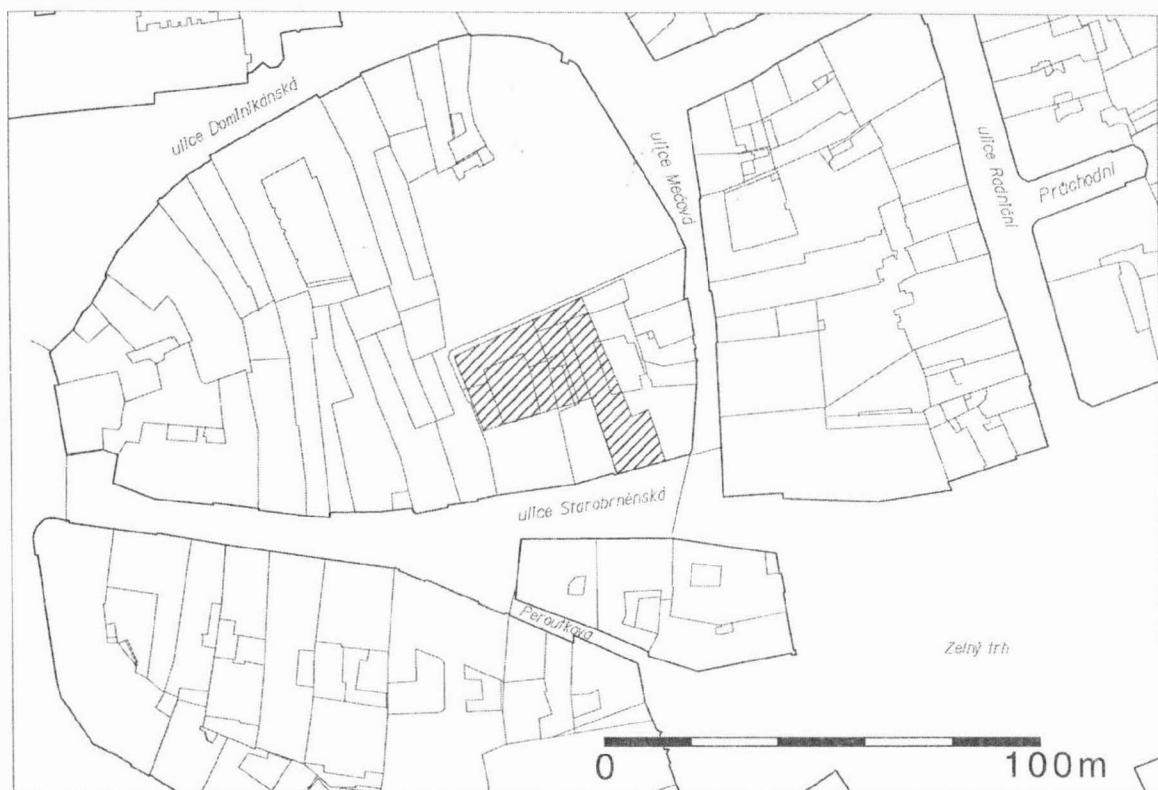 ulice Dominikánská
ulice Mečová
ulice Radniční
Průchodní
ulice Starobrněnská
Peroutkova
Zelný trh
0 100m